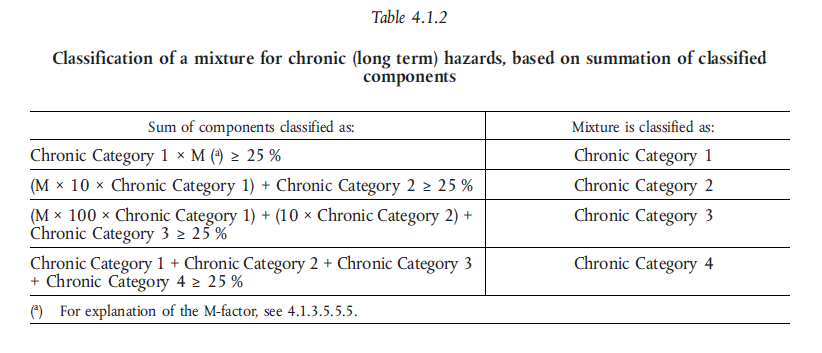 Table 4.1.2
Classification of a mixture for chronic (long term) hazards, based on summation of classified
components
Sum of components classified as:
Mixture is classified as:
Chronic Category 1 × M (ᵃ) ≥ 25 %
Chronic Category 1
(M × 10 × Chronic Category 1) + Chronic Category 2 ≥ 25 %
Chronic Category 2
(M × 100 × Chronic Category 1) + (10 × Chronic Category 2) +
Chronic Category 3 ≥ 25 %
Chronic Category 3
Chronic Category 1 + Chronic Category 2 + Chronic Category 3
+ Chronic Category 4 ≥ 25 %
Chronic Category 4
(ᵃ) For explanation of the M-factor, see 4.1.3.5.5.5.